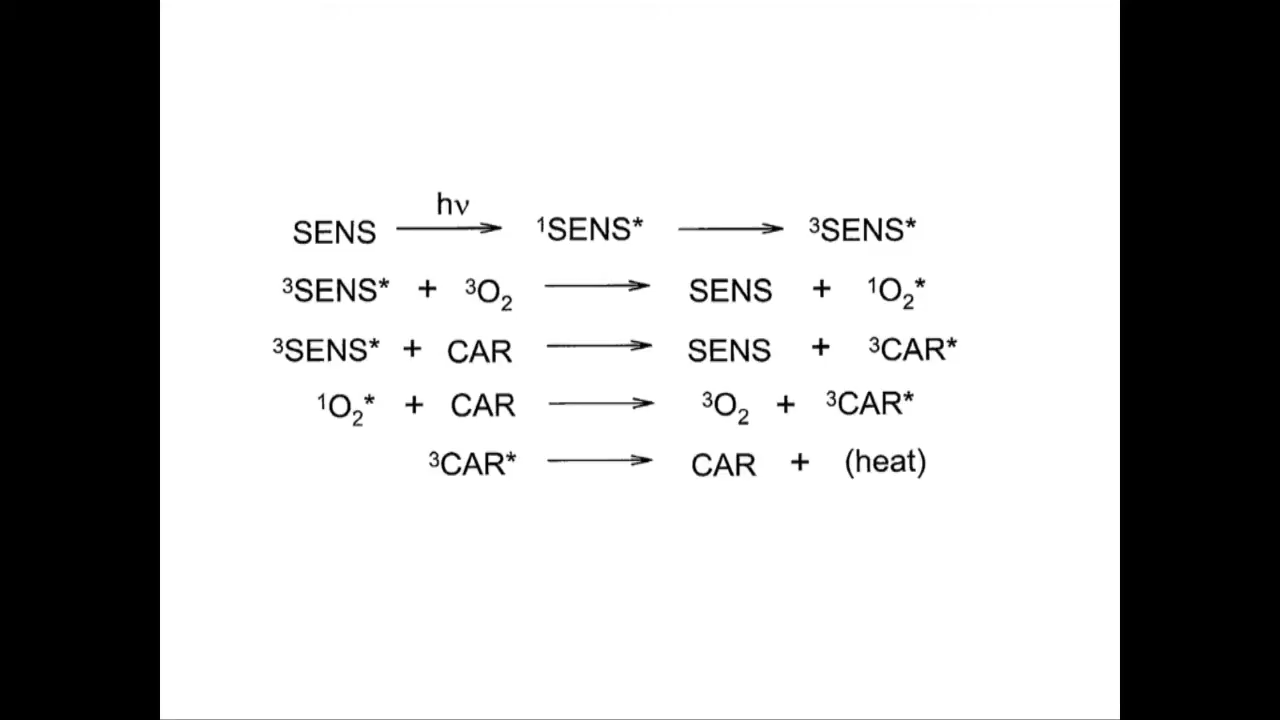 SENS hν ⟶ ¹SENS* ⟶ ³SENS*
³SENS* + ³O₂ ⟶ SENS + ¹O₂*
³SENS* + CAR ⟶ SENS + ³CAR*
¹O₂* + CAR ⟶ ³O₂ + ³CAR*
³CAR* ⟶ CAR + (heat)